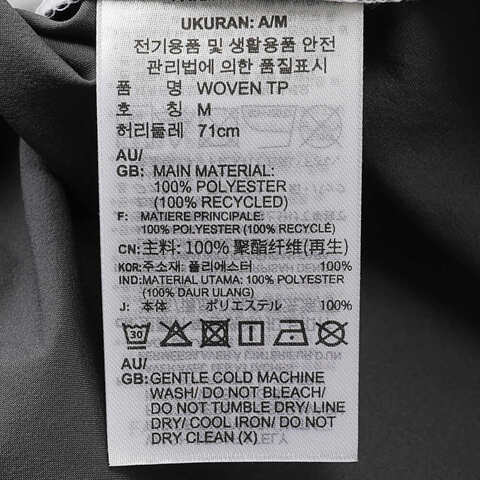 UKURAN: A/M
전기용품 및 생활용품 안전
관리법에 의한 품질표시
품 명 WOVEN TP
호 칭 M
허리둘레 71cm
AU/
GB: MAIN MATERIAL:
100% POLYESTER
(100% RECYCLED)
F: MATIERE PRINCIPALE:
100% POLYESTER (100% RECYCLÉ)
CN: 主料: 100% 聚酯纤维(再生)
KOR: 주소재: 폴리에스터 100%
IND: MATERIAL UTAMA: 100% POLYESTER
(100% DAUR ULANG)
J: 本体 ポリエステル 100%
30
AU/
GB: GENTLE COLD MACHINE
WASH/ DO NOT BLEACH/
DO NOT TUMBLE DRY/ LINE
DRY/ COOL IRON/ DO NOT
DRY CLEAN (X)